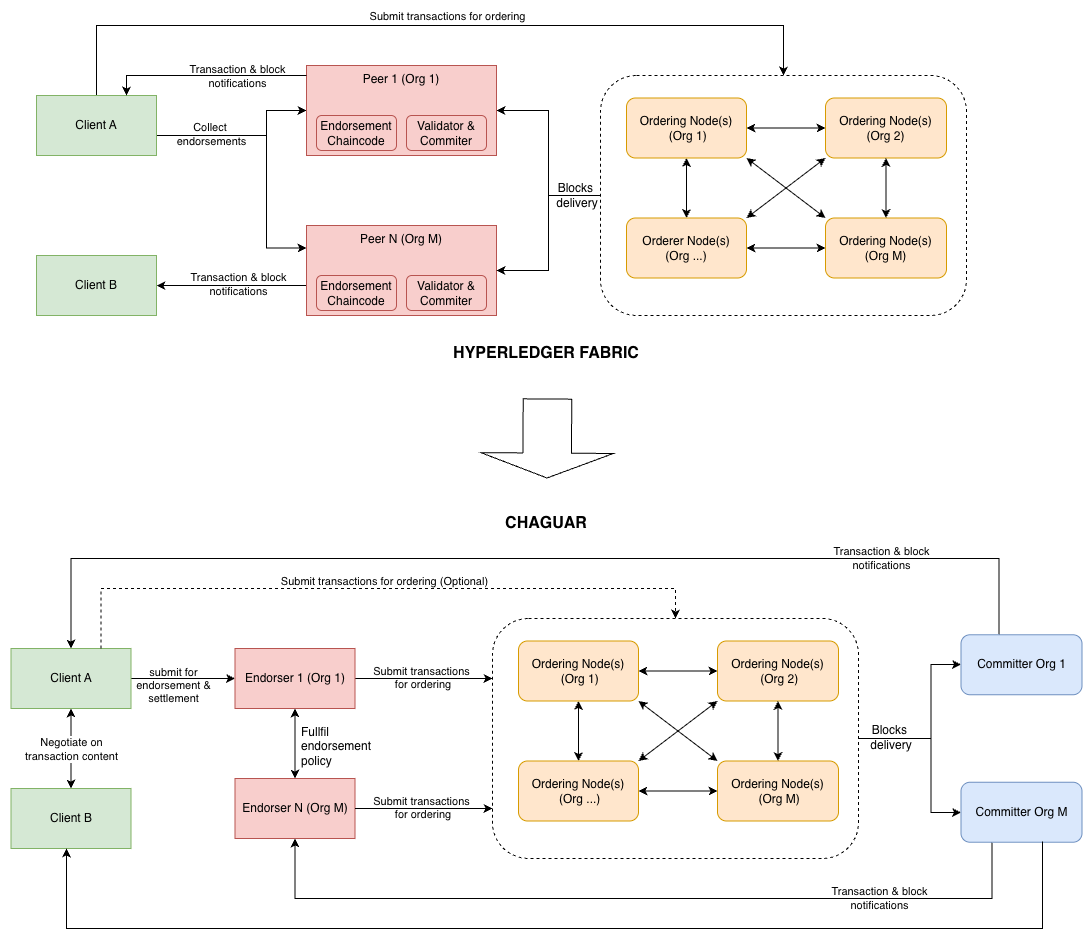 Submit transactions for ordering
Transaction & block
notifications
Peer 1 (Org 1)
Client A
Collect
endorsements
Endorsement
Chaincode
Validator &
Commiter
Ordering Node(s)
(Org 1)
Ordering Node(s)
(Org 2)
Blocks
delivery
Peer N (Org M)
Orderer Node(s)
(Org ...)
Ordering Node(s)
(Org M)
Client B
Transaction & block
notifications
Endorsement
Chaincode
Validator &
Commiter
HYPERLEDGER FABRIC
CHAGUAR
Transaction & block
notifications
Submit transactions for ordering (Optional)
Client A
submit for
endorsement &
settlement
Endorser 1 (Org 1)
Submit transactions
for ordering
Ordering Node(s)
(Org 1)
Ordering Node(s)
(Org 2)
Committer Org 1
Negotiate on
transaction content
Fullfil
endorsement
policy
Blocks
delivery
Client B
Endorser N (Org M)
Submit transactions
for ordering
Ordering Node(s)
(Org ...)
Ordering Node(s)
(Org M)
Committer Org M
Transaction & block
notifications